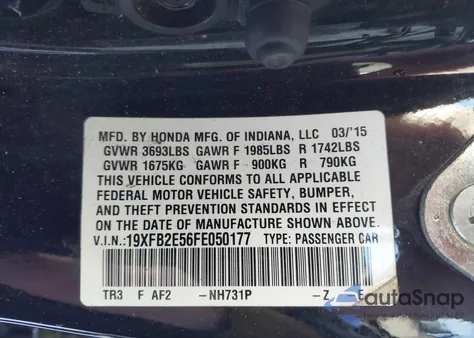 MFD. BY HONDA MFG. OF INDIANA, LLC 03/'15
GVWR 3693LBS GAWR F 1985LBS R 1742LBS
GVWR 1675KG GAWR F 900KG R 790KG
THIS VEHICLE CONFORMS TO ALL APPLICABLE
FEDERAL MOTOR VEHICLE SAFETY, BUMPER,
AND THEFT PREVENTION STANDARDS IN EFFECT
ON THE DATE OF MANUFACTURE SHOWN ABOVE.
V.I.N.:19XFB2E56FE050177 TYPE: PASSENGER CAR
TR3 F AF2 -NH731P -Z
autoSnap